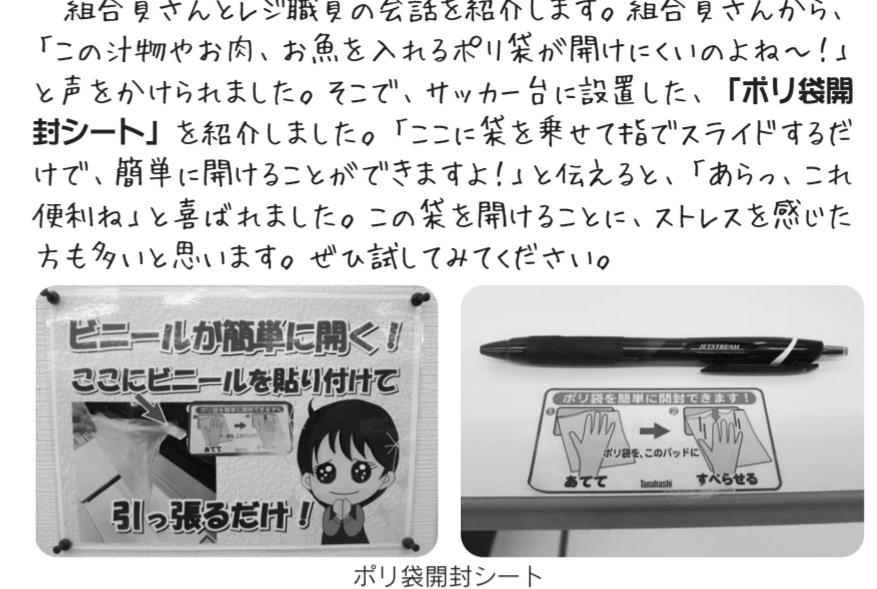 組合員さんとレジ職員の会話を紹介します。組合員さんから、
「この汁物やお肉、お魚を入れるポリ袋が開けにくいのよね～！」
と声をかけられました。そこで、サッカー台に設置した、「ポリ袋開
封シート」を紹介しました。「ここに袋を乗せて指でスライドするだ
けで、簡単に開けることができますよ！」と伝えると、「あらっ、これ
便利ね」と喜ばれました。この袋を開けることに、ストレスを感じた
方も多いと思います。ぜひ試してみてください。
ビニールが簡単に開く！
ここにビニールを貼り付けて
あてて
引っ張るだけ！
JETSTREAM
ポリ袋を簡単に開封できます！
① ②
ポリ袋を、このパッドに
あてて Tanahashi すべらせる
ポリ袋開封シート